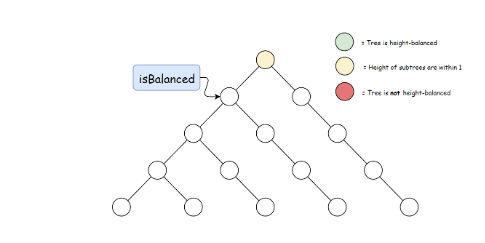 = Tree is height-balanced
isBalanced
= Height of subtrees are within 1
= Tree is not height-balanced